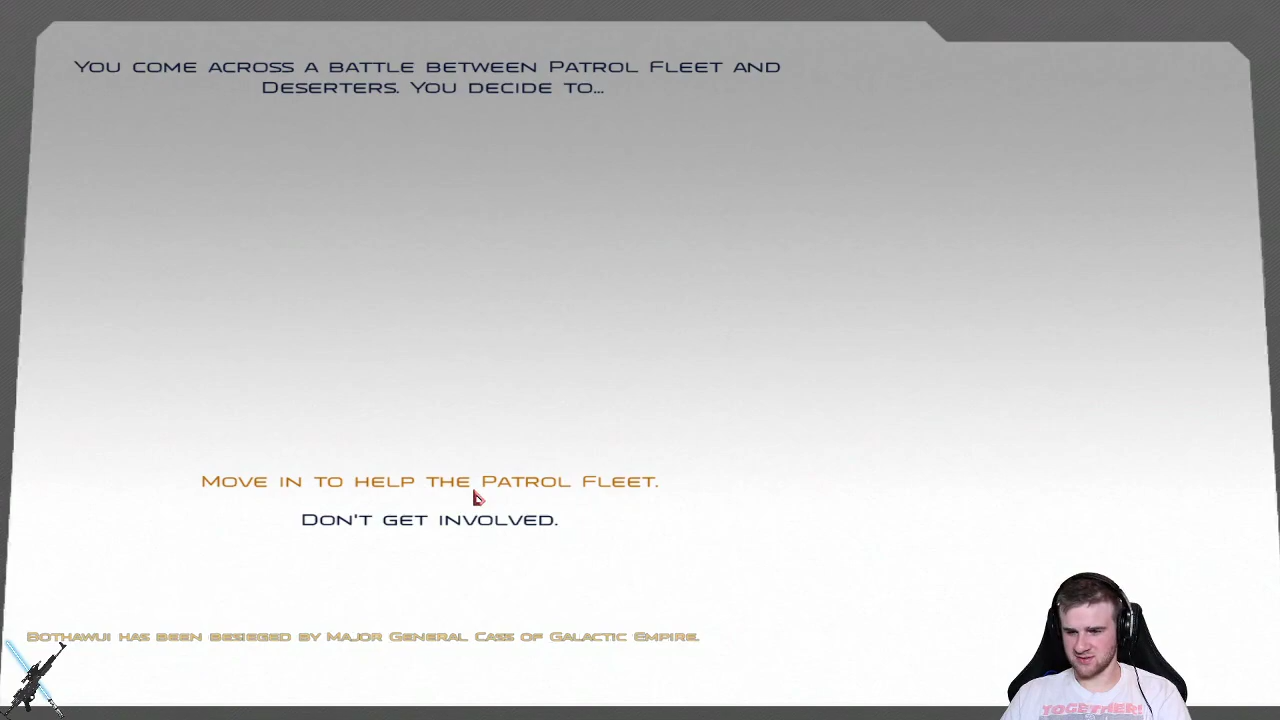 You come across a battle between Patrol Fleet and
Deserters. You decide to...
Move in to help the Patrol Fleet.
Don't get involved.
Bothawui has been besieged by Major General Cass of Galactic Empire.
TOGETHER!